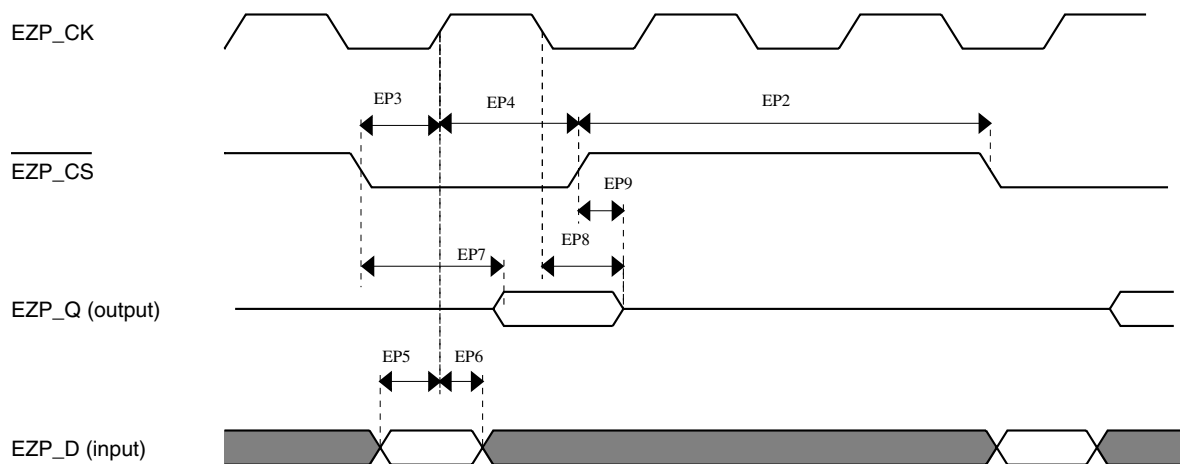 EZP_CK
EP3
EP4
EP2
EZP_CS
EP9
EP8
EP7
EZP_Q (output)
EP5
EP6
EZP_D (input)